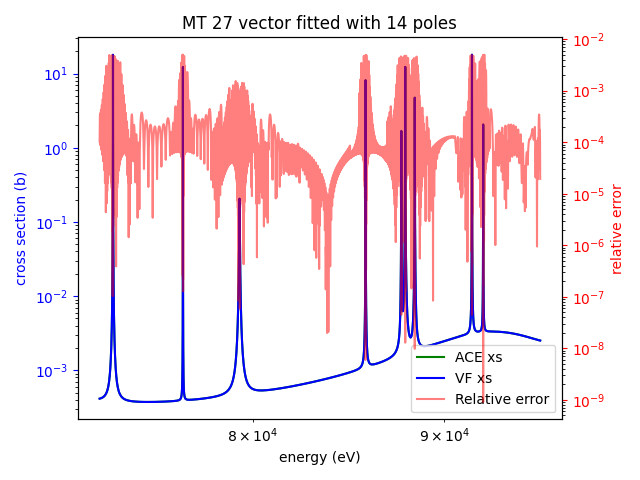 MT 27 vector fitted with 14 poles
cross section (b)
10¹
10⁰
10⁻¹
10⁻²
10⁻³
10⁻²
10⁻³
10⁻⁴
10⁻⁵
10⁻⁶
10⁻⁷
10⁻⁸
10⁻⁹
relative error
ACE xs
VF xs
Relative error
8 × 10⁴
9 × 10⁴
energy (eV)